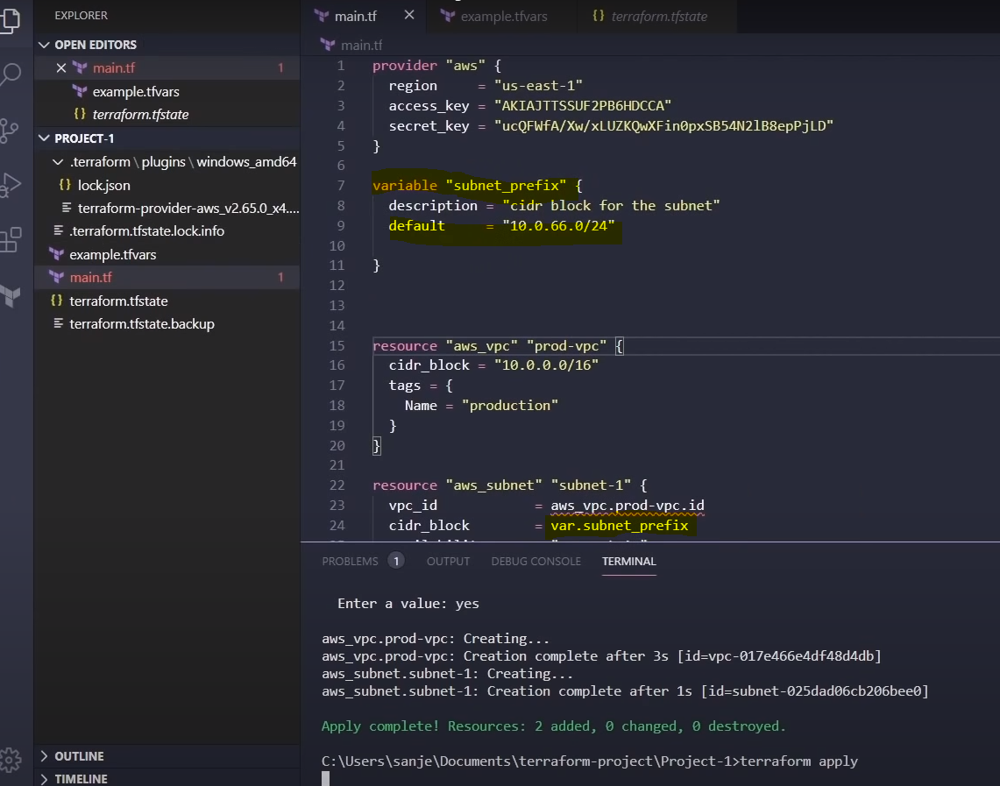 EXPLORER
OPEN EDITORS
main.tf 1
example.tfvars
terraform.tfstate
PROJECT-1
.terraform \ plugins \ windows_amd64
lock.json
terraform-provider-aws_v2.65.0_x4....
.terraform.tfstate.lock.info
example.tfvars
main.tf 1
terraform.tfstate
terraform.tfstate.backup
OUTLINE
TIMELINE
main.tf example.tfvars terraform.tfstate
main.tf
1 provider "aws" {
2 region = "us-east-1"
3 access_key = "AKIAJTTSSUF2PB6HDCCA"
4 secret_key = "ucQFWfA/Xw/xLUZKQwXFin0pxSB54N2lB8epPjLD"
5 }
6
7 variable "subnet_prefix" {
8 description = "cidr block for the subnet"
9 default = "10.0.66.0/24"
10
11 }
12
13
14
15 resource "aws_vpc" "prod-vpc" {
16 cidr_block = "10.0.0.0/16"
17 tags = {
18 Name = "production"
19 }
20 }
21
22 resource "aws_subnet" "subnet-1" {
23 vpc_id = aws_vpc.prod-vpc.id
24 cidr_block = var.subnet_prefix
PROBLEMS 1 OUTPUT DEBUG CONSOLE TERMINAL
Enter a value: yes
aws_vpc.prod-vpc: Creating...
aws_vpc.prod-vpc: Creation complete after 3s [id=vpc-017e466e4df48d4db]
aws_subnet.subnet-1: Creating...
aws_subnet.subnet-1: Creation complete after 1s [id=subnet-025dad06cb206bee0]
Apply complete! Resources: 2 added, 0 changed, 0 destroyed.
C:\Users\sanje\Documents\terraform-project\Project-1>terraform apply